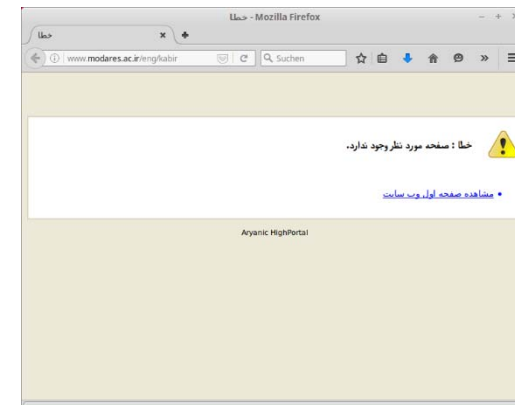 خطا - Mozilla Firefox
خطا
www.modares.ac.ir/eng/kabir
Suchen
خطا : صفحه مورد نظر وجود ندارد.
مشاهده صفحه اول وب سایت
Aryanic HighPortal